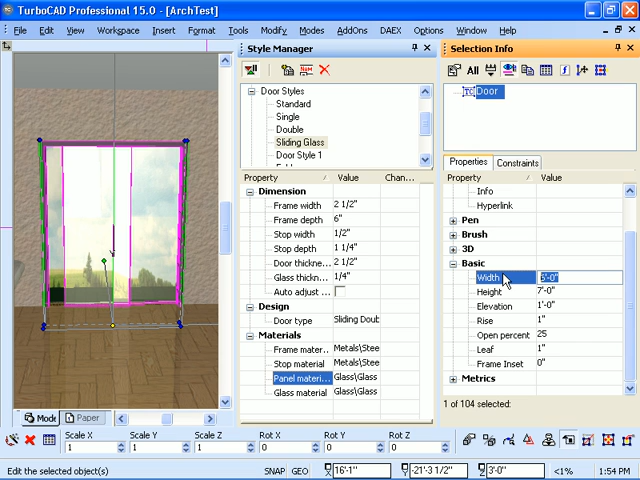 TurboCAD Professional 15.0 - [ArchTest]
File Edit View Workspace Insert Format Tools Modify Modes AddOns DAEX Options Window
Style Manager
Door Styles
Standard
Single
Double
Sliding Glass
Door Style 1
Property Value Chan...
Dimension
Frame width 2 1/2"
Frame depth 6"
Stop width 1/2"
Stop depth 1 1/4"
Door thickne... 2 1/2"
Glass thickn... 1/4"
Auto adjust ...
Design
Door type Sliding Doub
Materials
Frame mater... Metals\Stee
Stop material Metals\Stee
Panel materi... Glass\Glass
Glass material Glass\Glass
Selection Info
All
TC Door
Properties Constraints
Property Value
Info
Hyperlink
Pen
Brush
3D
Basic
Width 5'-0"
Height 7'-0"
Elevation 1'-0"
Rise 1"
Open percent 25
Leaf 1"
Frame Inset 0"
Metrics
1 of 104 selected:
Mode Paper
Scale X Scale Y Scale Z Rot X Rot Y Rot Z
1 1 1 0 0 0
Edit the selected object(s)
SNAP GEO X 16'-1" Y -21'-3 1/2" Z 3'-0" <1% 1:54 PM